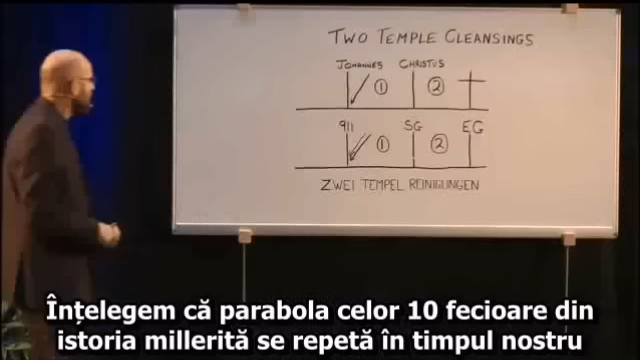 TWO TEMPLE CLEANSINGS
JOHANNES CHRISTUS
1 2
911 SG EG
1 2
ZWEI TEMPEL REINIGUNGEN
Înțelegem că parabola celor 10 fecioare din
istoria millerită se repetă în timpul nostru